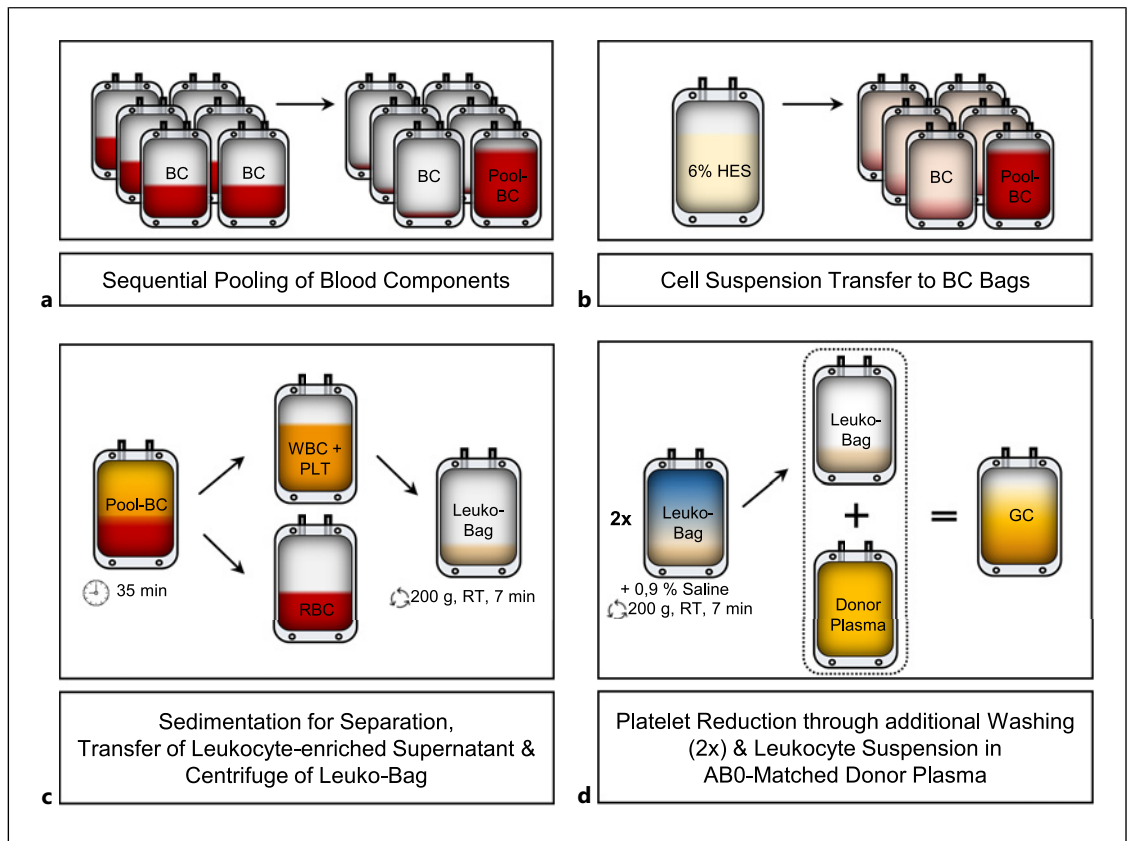 BC
BC
BC
Pool-
BC
Sequential Pooling of Blood Components
a
6% HES
BC
Pool-
BC
Cell Suspension Transfer to BC Bags
b
Pool-BC
35 min
WBC +
PLT
RBC
Leuko-
Bag
200 g, RT, 7 min
Sedimentation for Separation,
Transfer of Leukocyte-enriched Supernatant &
Centrifuge of Leuko-Bag
c
2x
Leuko-
Bag
+ 0,9 % Saline
200 g, RT, 7 min
Leuko-
Bag
+
Donor
Plasma
=
GC
Platelet Reduction through additional Washing
(2x) & Leukocyte Suspension in
AB0-Matched Donor Plasma
d